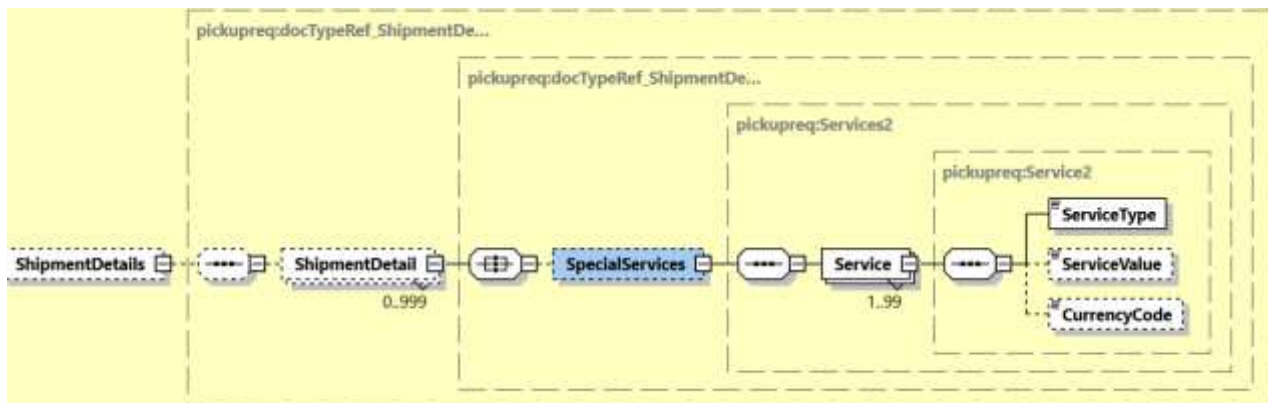 pickupreq:docTypeRef_ShipmentDe...
pickupreq:docTypeRef_ShipmentDe...
pickupreq:Services2
pickupreq:Service2
ServiceType
ShipmentDetails
ShipmentDetail
SpecialServices
Service
ServiceValue
0..999
1..99
CurrencyCode